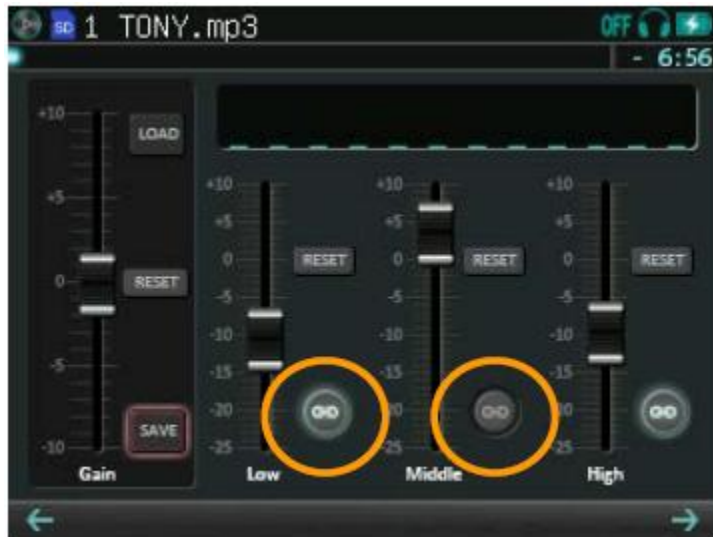 SD 1 TONY.mp3 OFF
- 6:56
+10 LOAD
+5
0 RESET
-5
SAVE
-10
Gain
+10 +10 +10
+5 +5 +5
0 RESET 0 RESET 0 RESET
-5 -5 -5
-10 -10 -10
-15 -15 -15
-20 20 -20
-25 -25 -25
Low Middle High